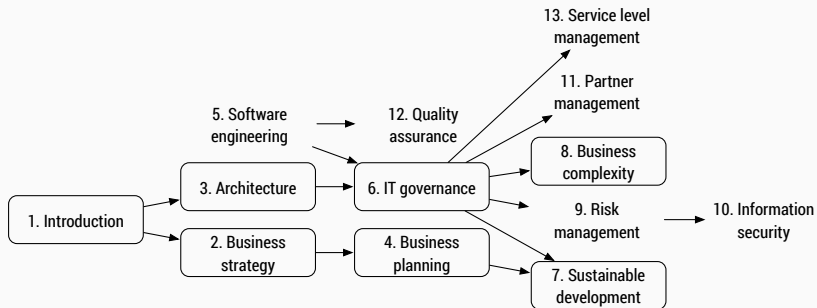 13. Service level
management
11. Partner
management
5. Software
engineering
12. Quality
assurance
8. Business
complexity
3. Architecture
6. IT governance
1. Introduction
9. Risk
management
10. Information
security
2. Business
strategy
4. Business
planning
7. Sustainable
development